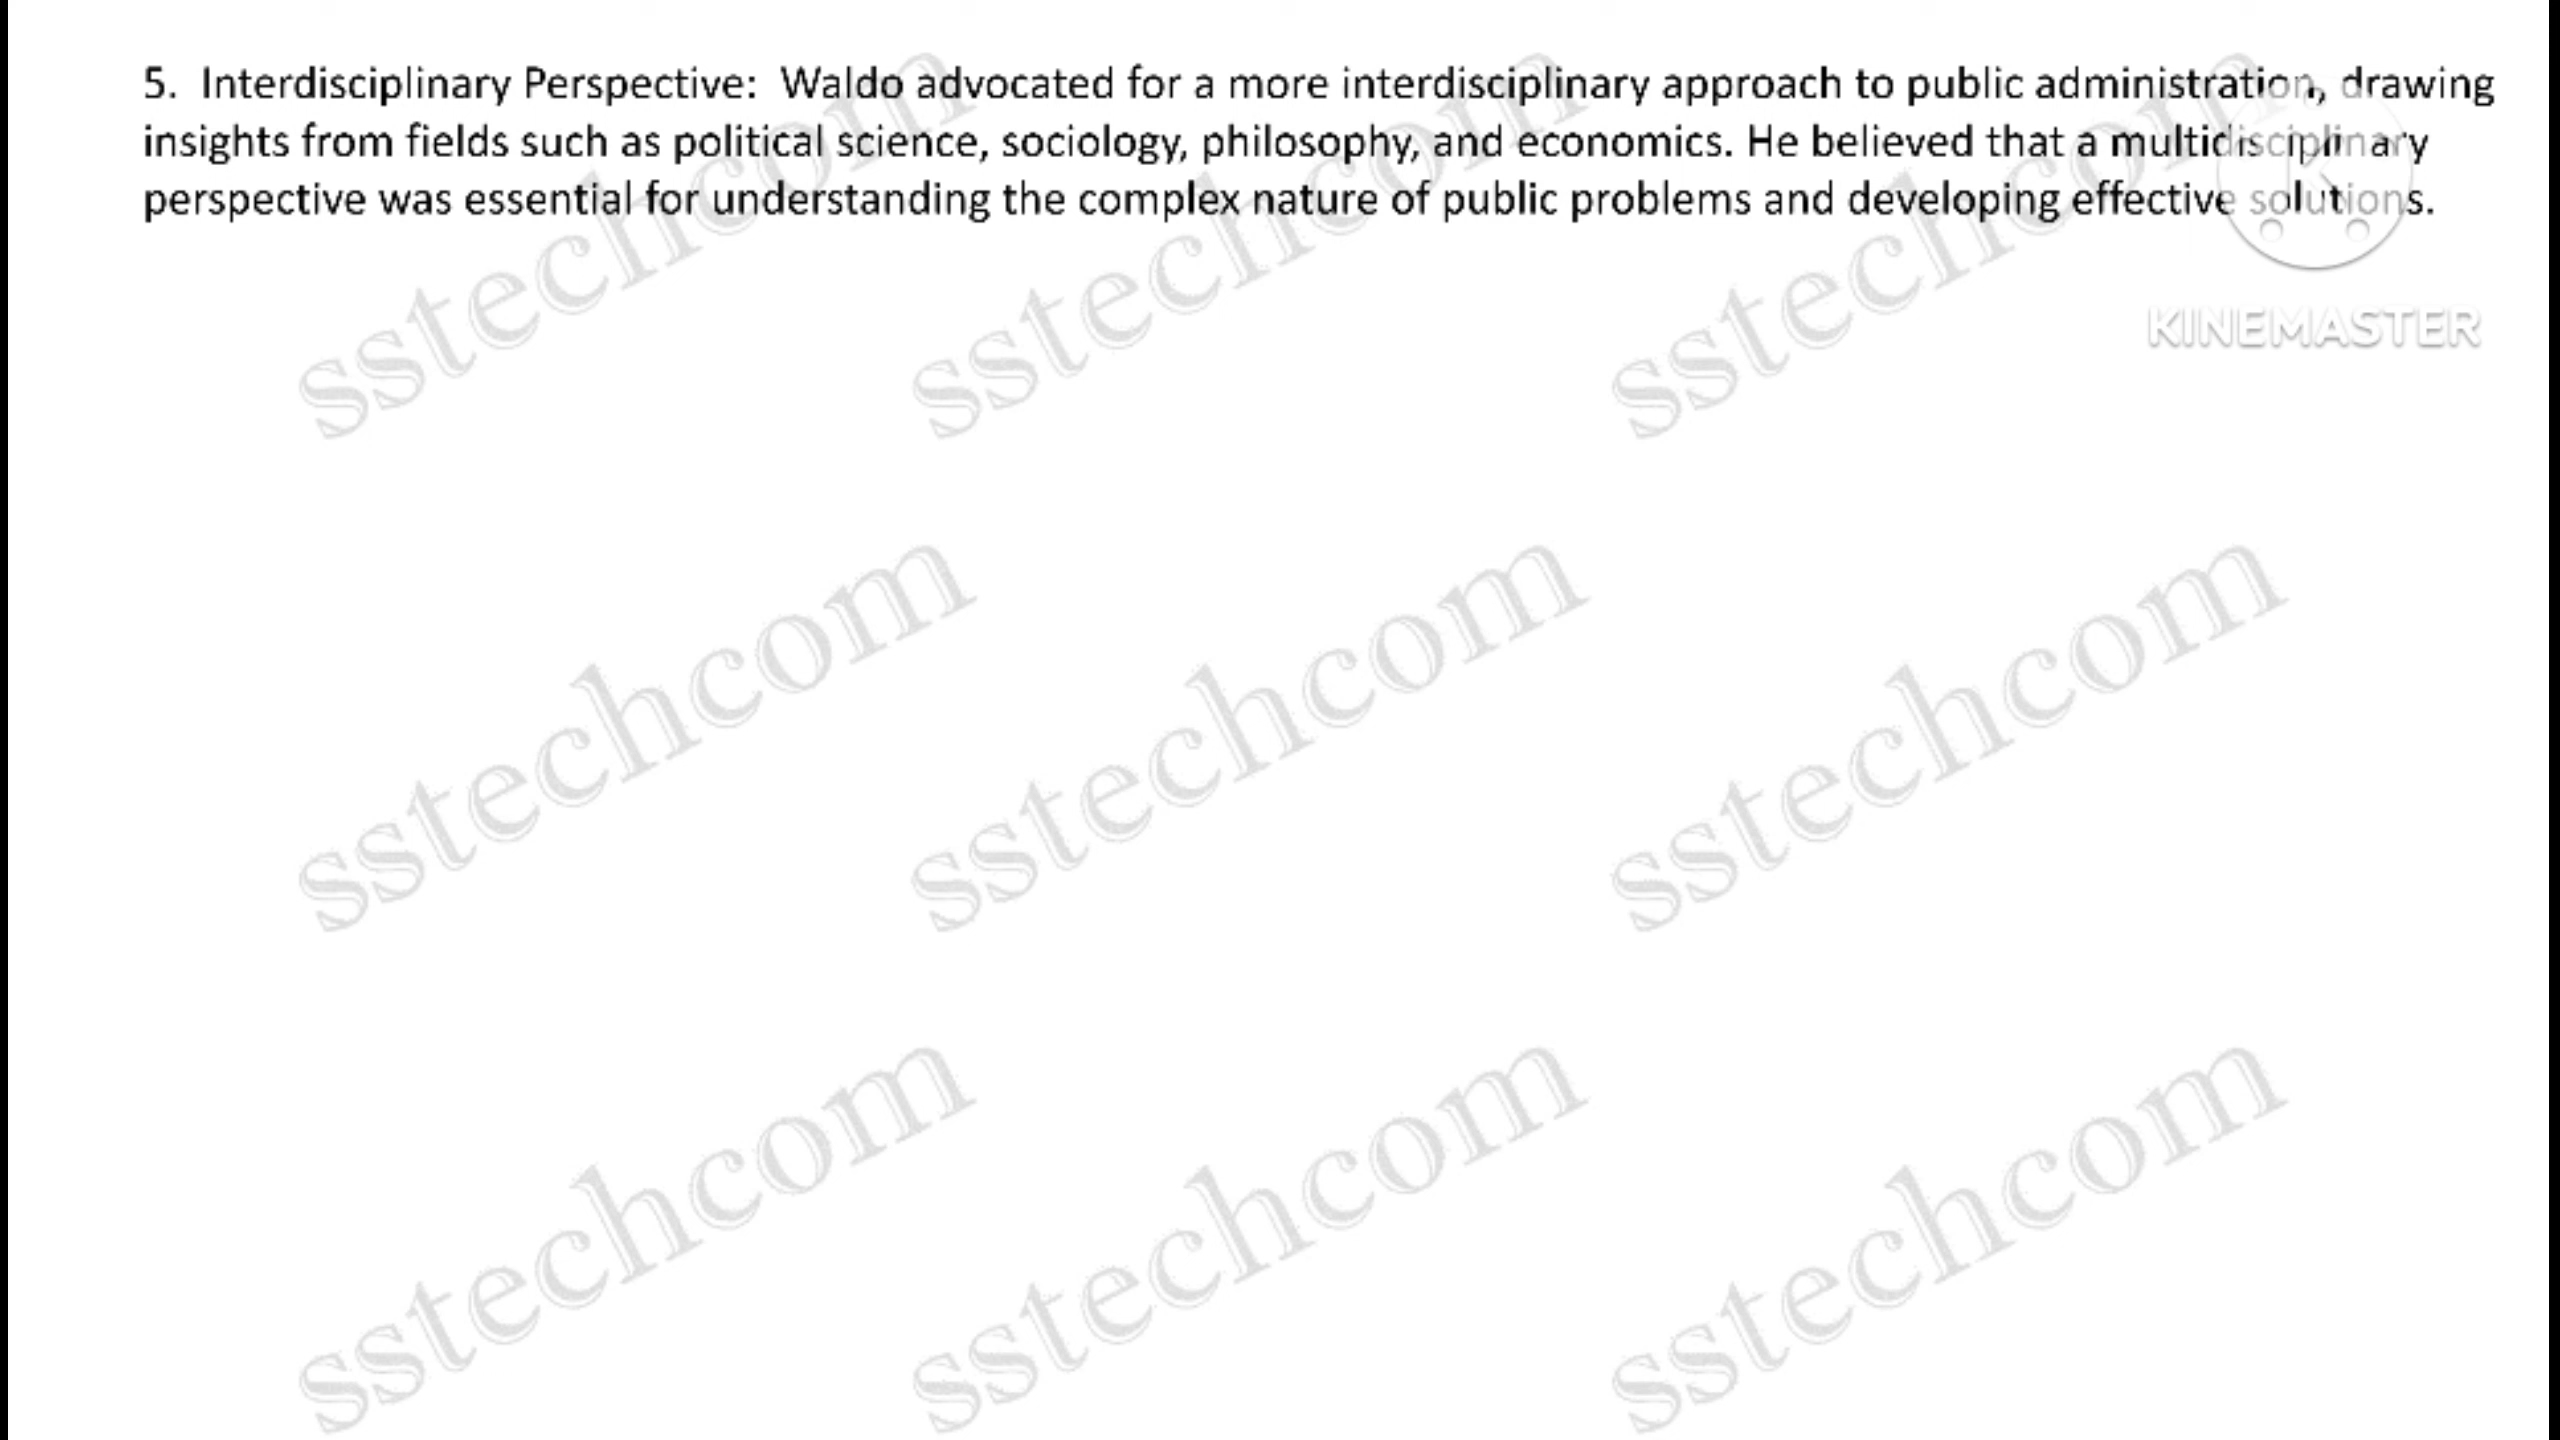 5.  Interdisciplinary Perspective:  Waldo advocated for a more interdisciplinary approach to public administration, drawing
insights from fields such as political science, sociology, philosophy, and economics. He believed that a multidisciplinary
perspective was essential for understanding the complex nature of public problems and developing effective solutions.
KINEMASTER
sstechcom sstechcom sstechcom
sstechcom sstechcom sstechcom
sstechcom sstechcom sstechcom